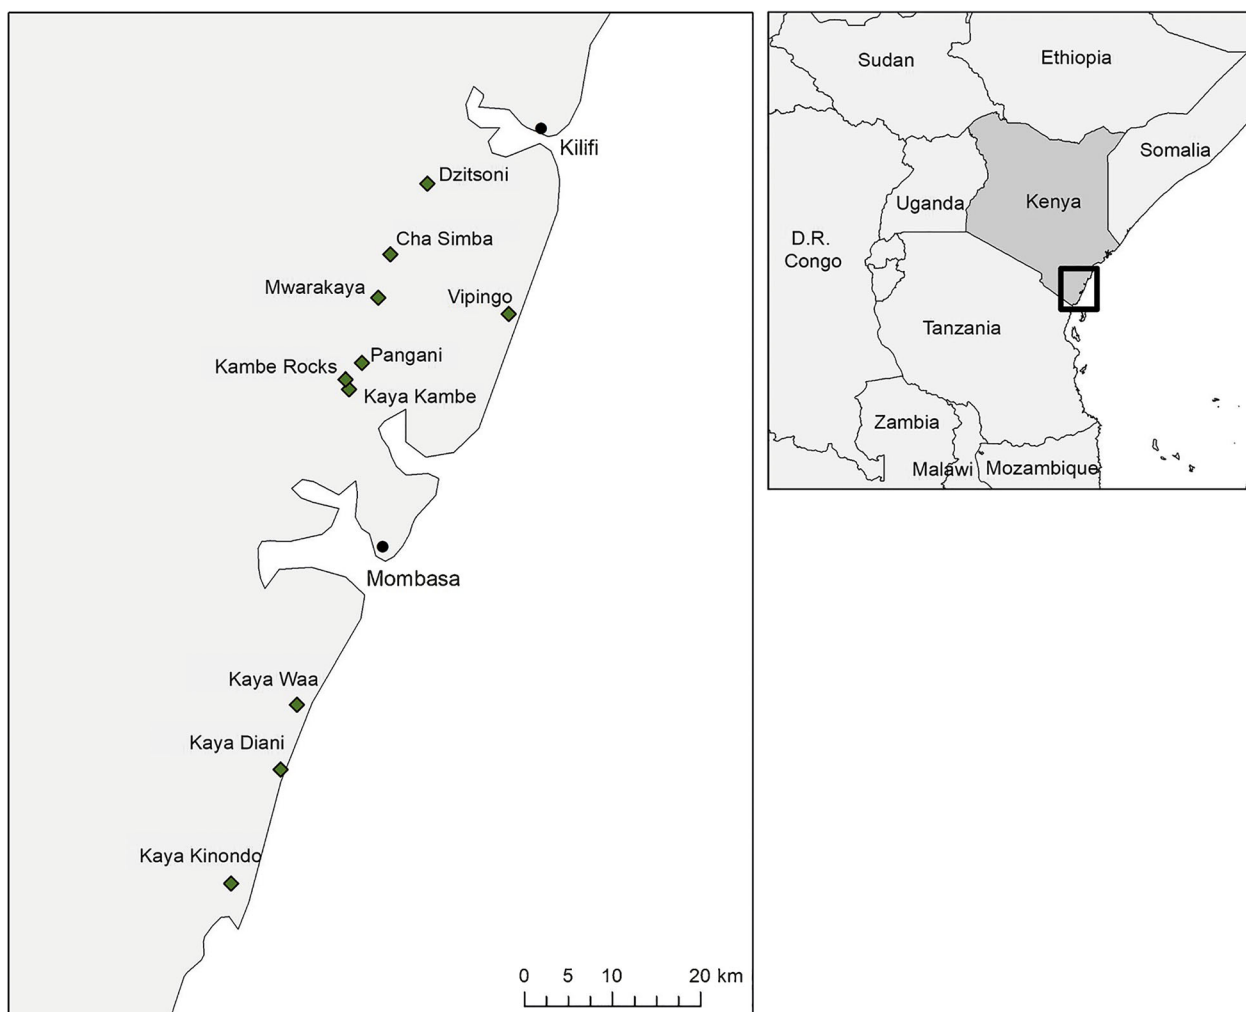 Kilifi
Dzitsoni
Cha Simba
Mwarakaya
Vipingo
Pangani
Kambe Rocks
Kaya Kambe
Mombasa
Kaya Waa
Kaya Diani
Kaya Kinondo
0 5 10 20 km
Sudan
Ethiopia
Somalia
Uganda
Kenya
D.R.
Congo
Tanzania
Zambia
Malawi
Mozambique